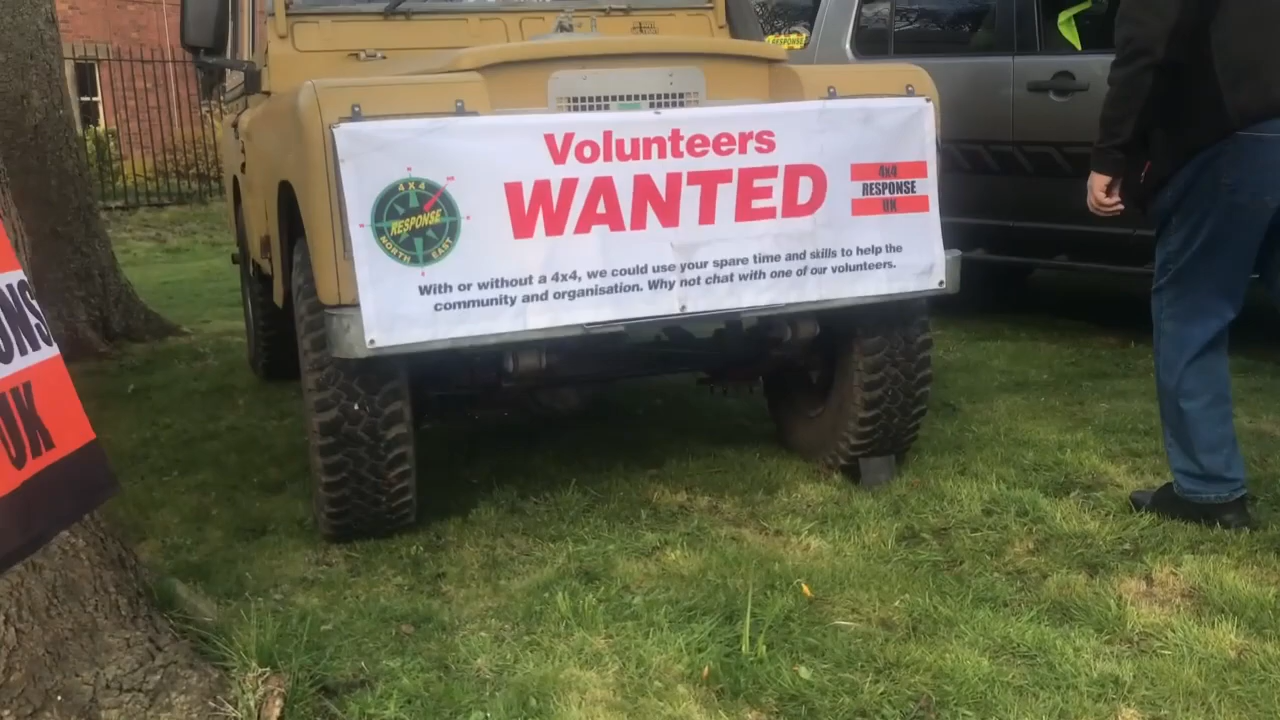 Volunteers
WANTED
4X4
RESPONSE
NORTH EAST
4x4
RESPONSE
UK
With or without a 4x4, we could use your spare time and skills to help the
community and organisation. Why not chat with one of our volunteers.
ONS
UK
RESPONSE